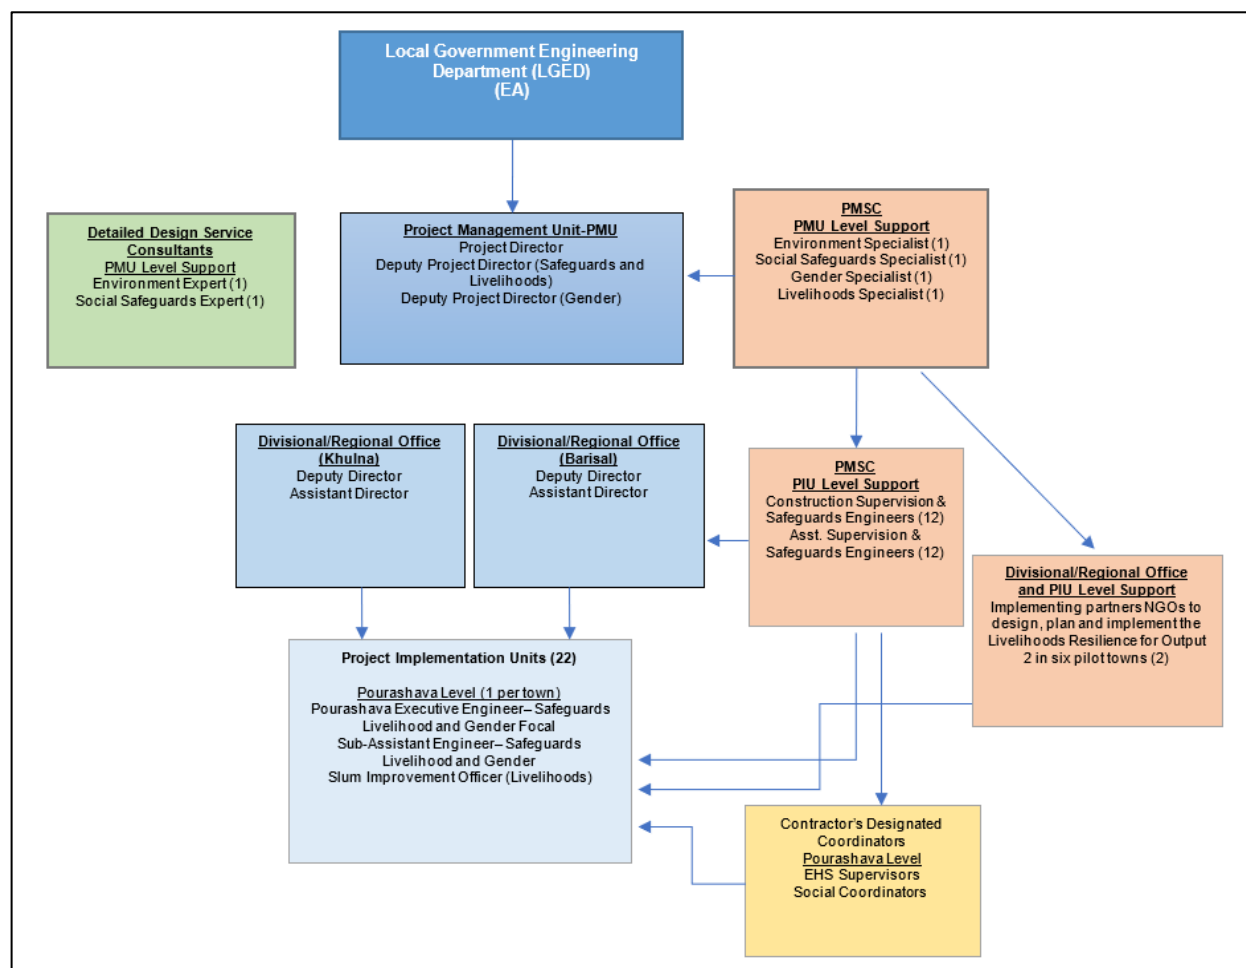 Local Government Engineering
Department (LGED)
(EA)
Detailed Design Service
Consultants
PMU Level Support
Environment Expert (1)
Social Safeguards Expert (1)
Project Management Unit-PMU
Project Director
Deputy Project Director (Safeguards and
Livelihoods)
Deputy Project Director (Gender)
PMSC
PMU Level Support
Environment Specialist (1)
Social Safeguards Specialist (1)
Gender Specialist (1)
Livelihoods Specialist (1)
Divisional/Regional Office
(Khulna)
Deputy Director
Assistant Director
Divisional/Regional Office
(Barisal)
Deputy Director
Assistant Director
PMSC
PIU Level Support
Construction Supervision &
Safeguards Engineers (12)
Asst. Supervision &
Safeguards Engineers (12)
Divisional/Regional Office
and PIU Level Support
Implementing partners NGOs to
design, plan and implement the
Livelihoods Resilience for Output
2 in six pilot towns (2)
Project Implementation Units (22)
Pourashava Level (1 per town)
Pourashava Executive Engineer– Safeguards
Livelihood and Gender Focal
Sub-Assistant Engineer– Safeguards
Livelihood and Gender
Slum Improvement Officer (Livelihoods)
Contractor's Designated
Coordinators
Pourashava Level
EHS Supervisors
Social Coordinators